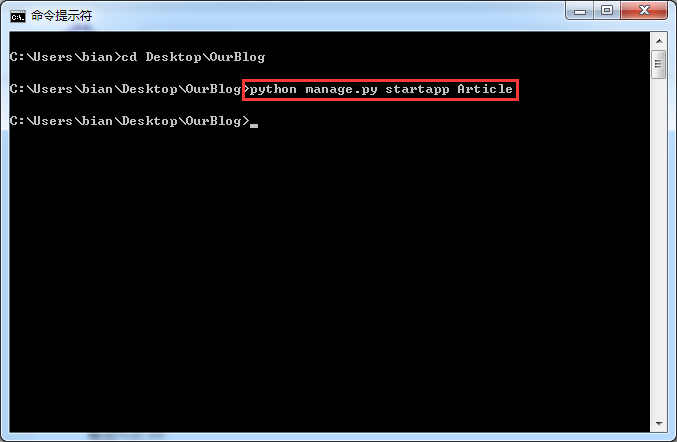 命令提示符
C:\Users\bian>cd Desktop\OurBlog
C:\Users\bian\Desktop\OurBlog>python manage.py startapp Article
C:\Users\bian\Desktop\OurBlog>_